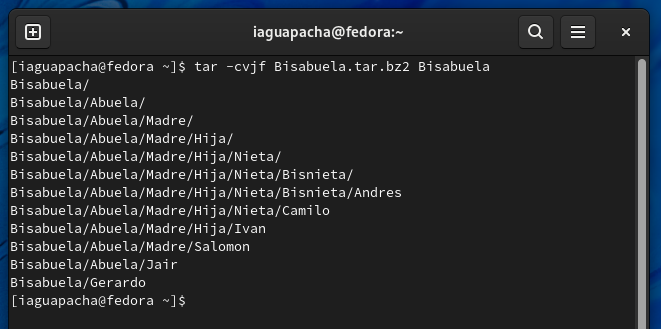 iaguapacha@fedora:~
[iaguapacha@fedora ~]$ tar -cvjf Bisabuela.tar.bz2 Bisabuela
Bisabuela/
Bisabuela/Abuela/
Bisabuela/Abuela/Madre/
Bisabuela/Abuela/Madre/Hija/
Bisabuela/Abuela/Madre/Hija/Nieta/
Bisabuela/Abuela/Madre/Hija/Nieta/Bisnieta/
Bisabuela/Abuela/Madre/Hija/Nieta/Bisnieta/Andres
Bisabuela/Abuela/Madre/Hija/Nieta/Camilo
Bisabuela/Abuela/Madre/Hija/Ivan
Bisabuela/Abuela/Madre/Salomon
Bisabuela/Abuela/Jair
Bisabuela/Gerardo
[iaguapacha@fedora ~]$